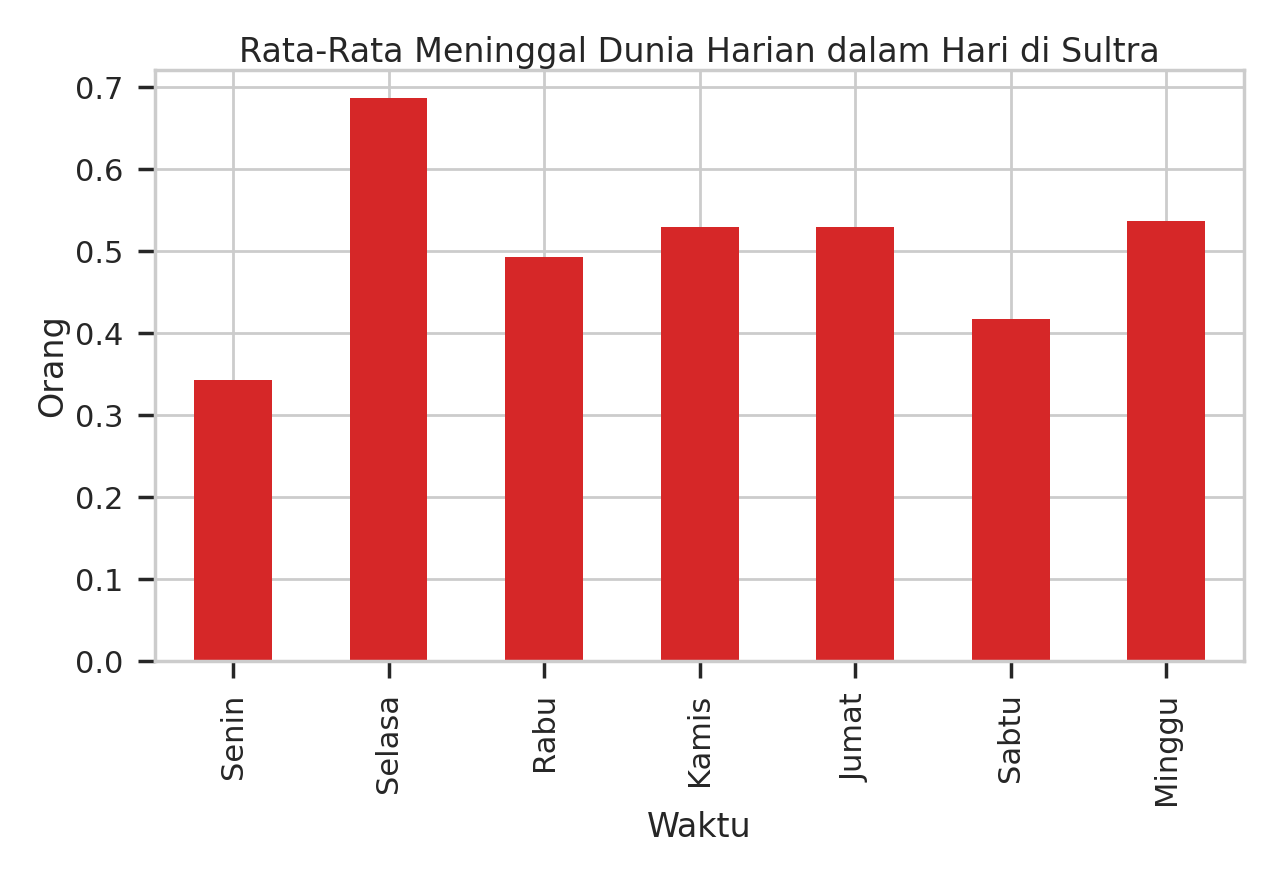 Rata-Rata Meninggal Dunia Harian dalam Hari di Sultra
0.7
0.6
0.5
0.4
0.3
0.2
0.1
0.0
Orang
Senin
Selasa
Rabu
Kamis
Jumat
Sabtu
Minggu
Waktu